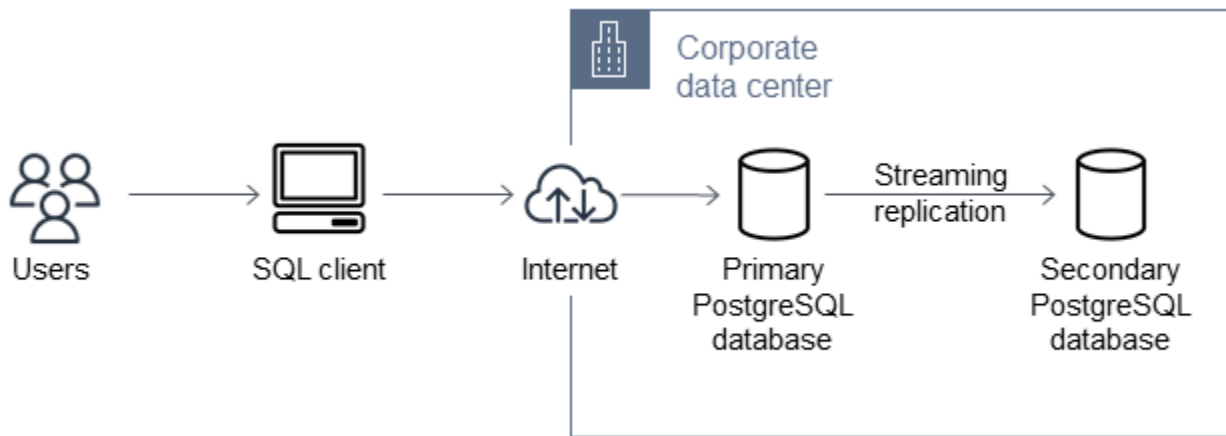 Corporate
data center
Users
SQL client
Internet
Primary
PostgreSQL
database
Streaming
replication
Secondary
PostgreSQL
database